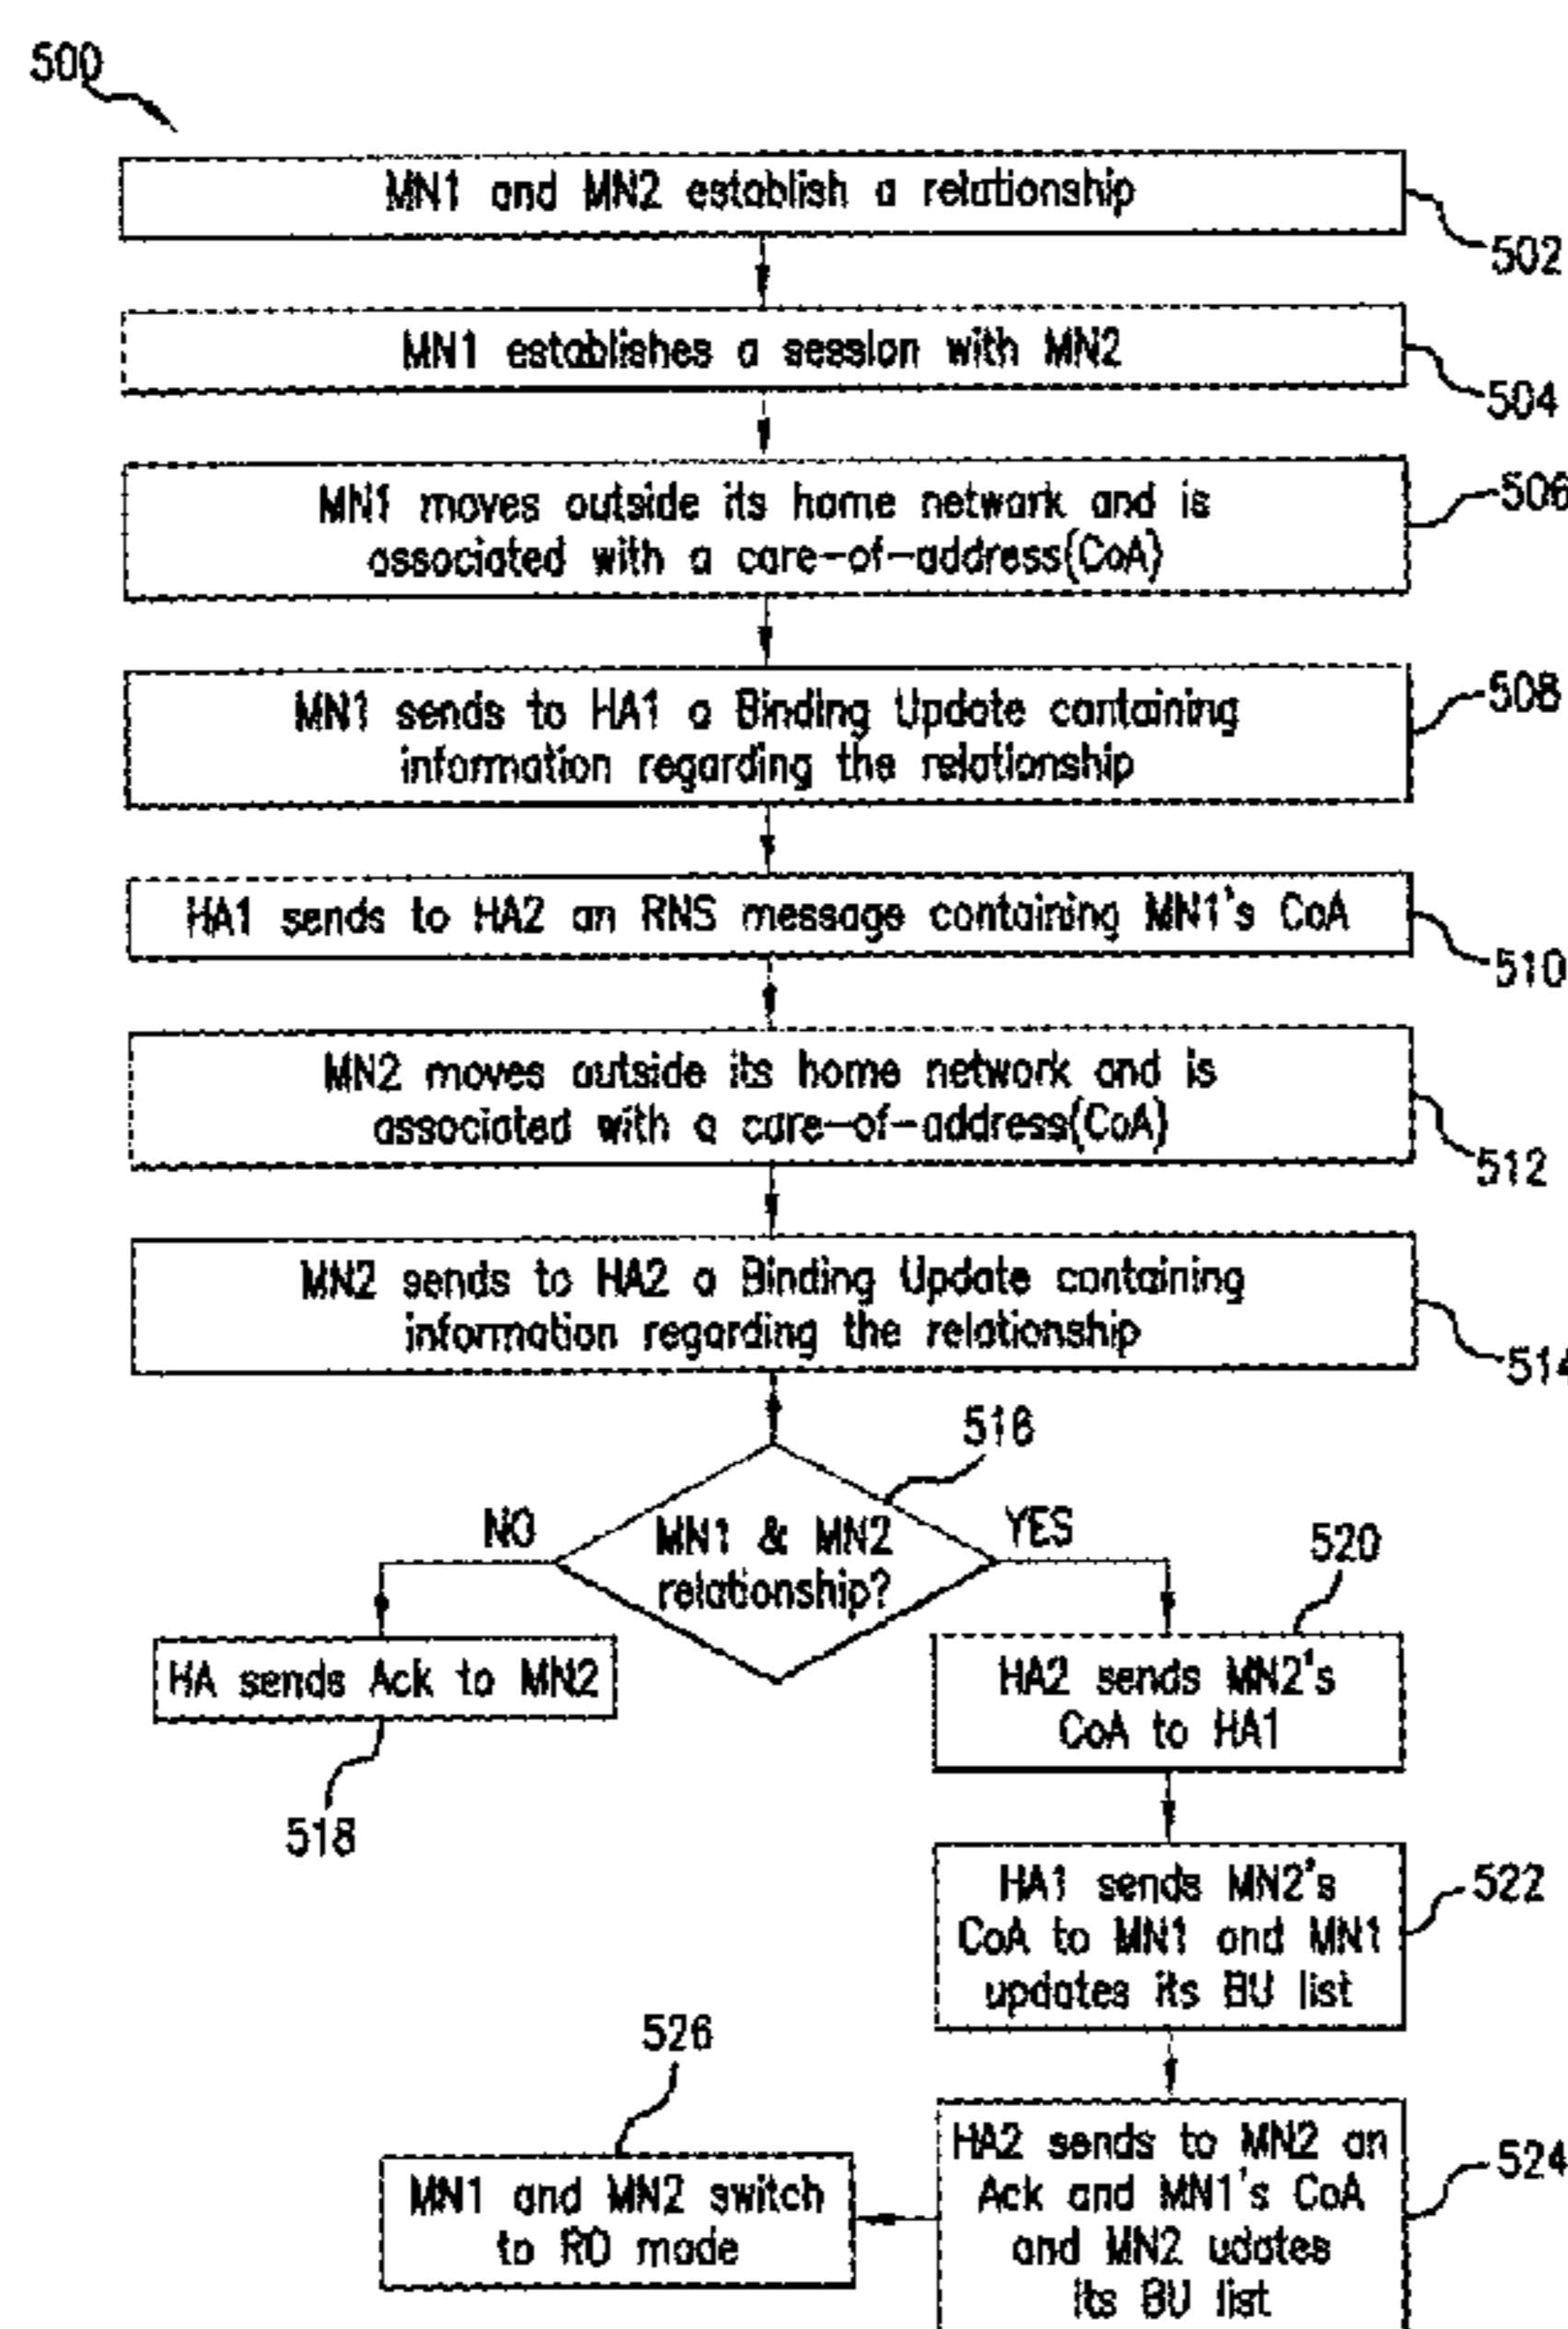 500
MN1 and MN2 establish a relationship
502
MN1 establishes a session with MN2
504
MN1 moves outside its home network and is
associated with a care-of-address(CoA)
506
MN1 sends to HA1 a Binding Update containing
information regarding the relationship
508
HA1 sends to HA2 an RNS message containing MN1's CoA
510
MN2 moves outside its home network and is
associated with a care-of-address(CoA)
512
MN2 sends to HA2 a Binding Update containing
information regarding the relationship
514
516
MN1 & MN2
relationship?
NO
YES
HA sends Ack to MN2
518
520
HA2 sends MN2's
CoA to HA1
HA1 sends MN2's
CoA to MN1 and MN1
updates its BU list
522
HA2 sends to MN2 an
Ack and MN1's CoA
and MN2 udates
its BU list
524
526
MN1 and MN2 switch
to RO mode